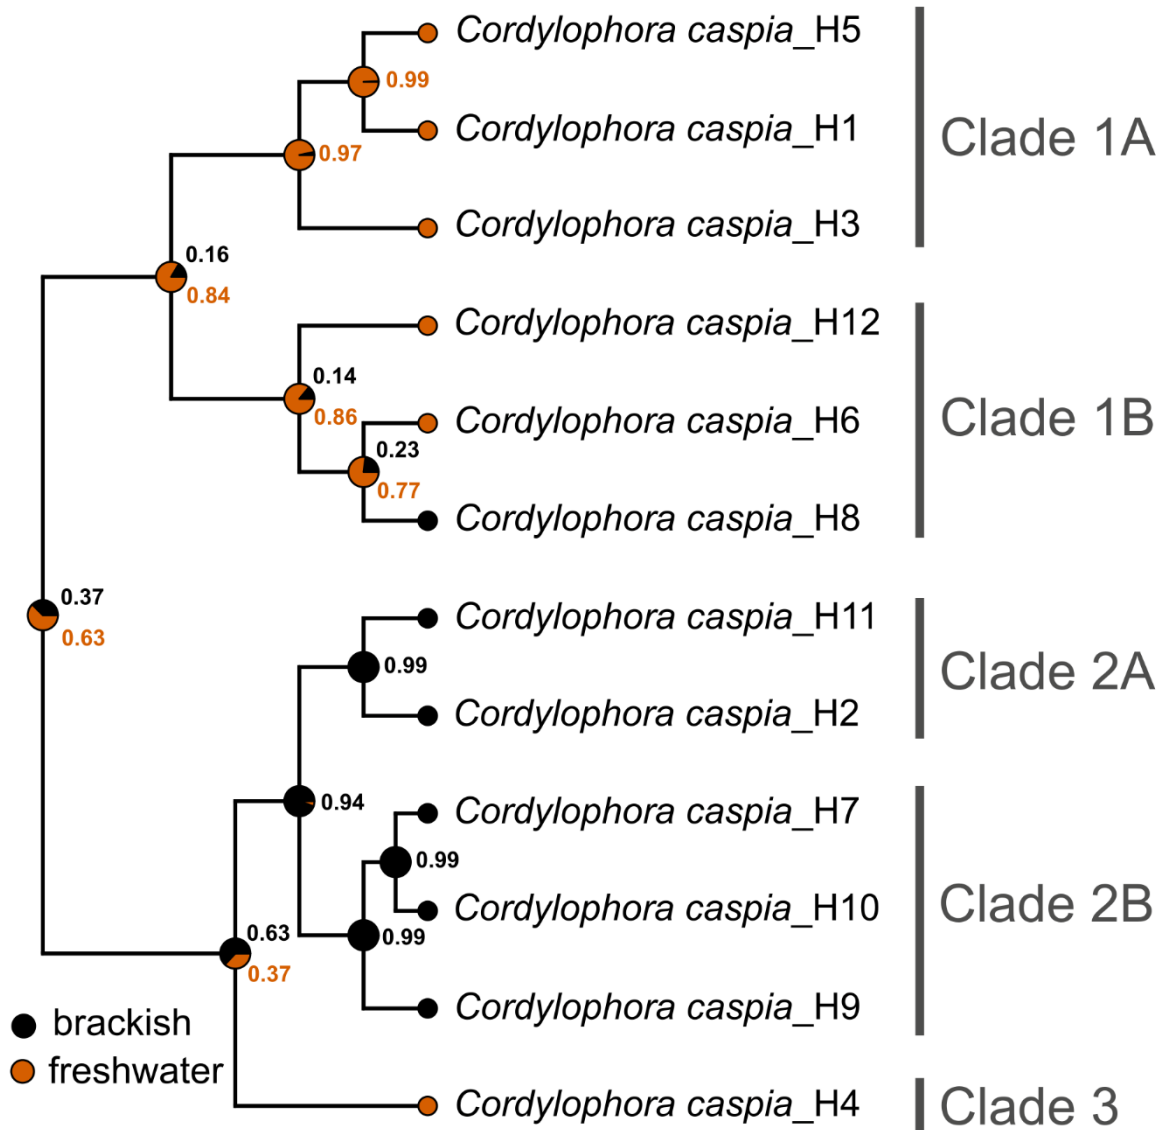 Cordylophora caspia_H5
0.99
Cordylophora caspia_H1
Clade 1A
0.97
Cordylophora caspia_H3
0.16
0.84
Cordylophora caspia_H12
0.14
0.86
Cordylophora caspia_H6
Clade 1B
0.23
0.77
Cordylophora caspia_H8
0.37
0.63
Cordylophora caspia_H11
0.99
Clade 2A
Cordylophora caspia_H2
0.94
Cordylophora caspia_H7
0.99
Cordylophora caspia_H10
Clade 2B
0.99
0.63
0.37
Cordylophora caspia_H9
brackish
freshwater
Cordylophora caspia_H4
Clade 3